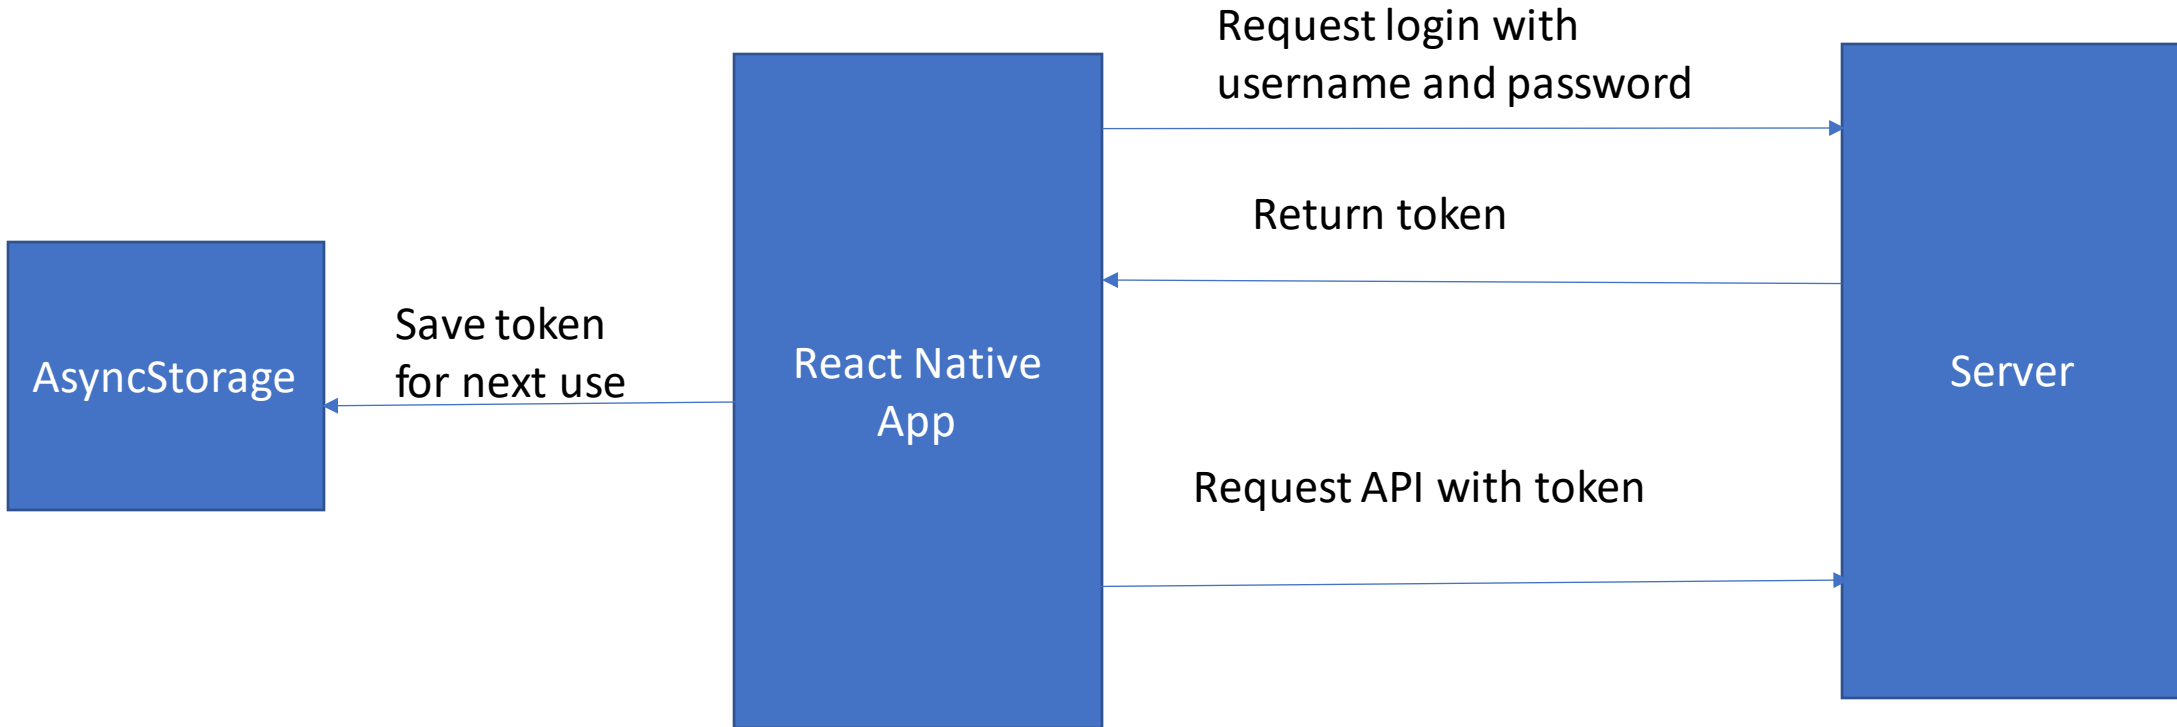 Request login with
username and password
Return token
Save token
for next use
AsyncStorage
React Native
App
Server
Request API with token